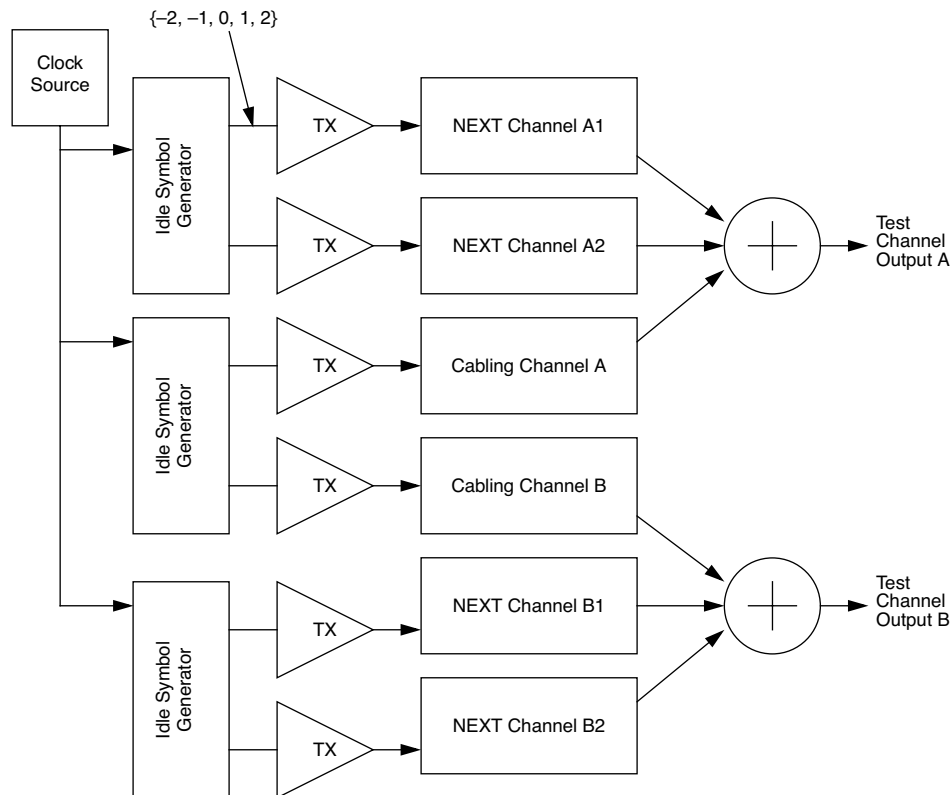 {–2, –1, 0, 1, 2}
Clock
Source
Idle Symbol
Generator
TX
NEXT Channel A1
TX
NEXT Channel A2
Test
Channel
Output A
Idle Symbol
Generator
TX
Cabling Channel A
TX
Cabling Channel B
Idle Symbol
Generator
TX
NEXT Channel B1
Test
Channel
Output B
TX
NEXT Channel B2